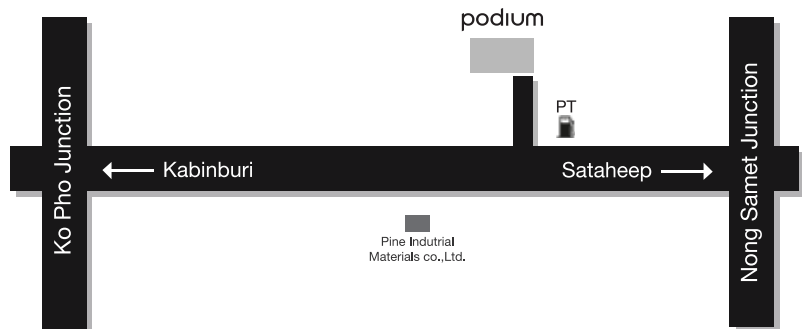 podium
PT
Kabinburi
Sataheep
Ko Pho Junction
Nong Samet Junction
Pine Indutrial
Materials co.,Ltd.